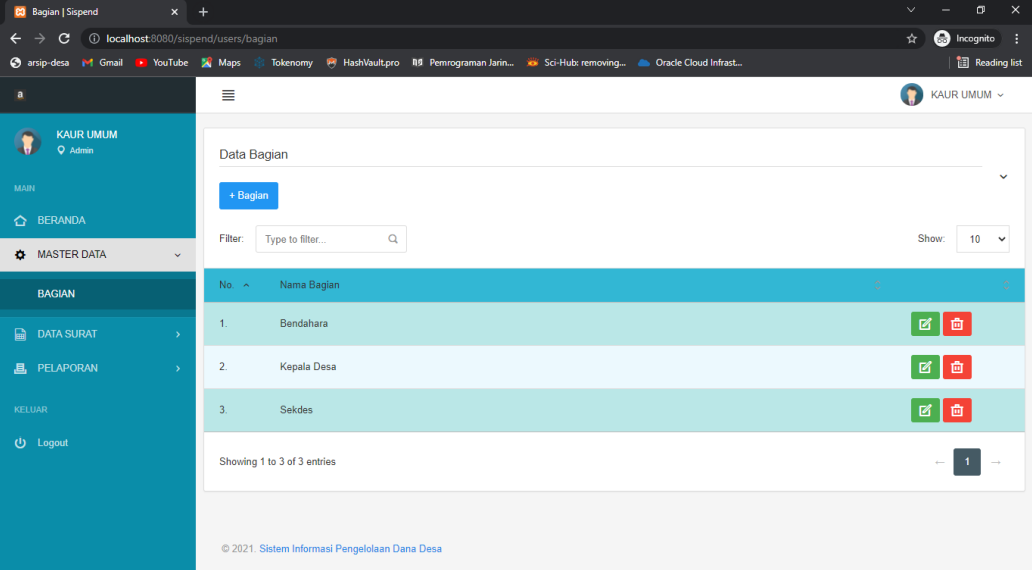 Bagian | Sispend
localhost:8080/sispend/users/bagian
Incognito
arsip-desa Gmail YouTube Maps Tokenomy HashVault.pro Pemrograman Jarin... Sci-Hub: removing... Oracle Cloud Infrast... Reading list
a
KAUR UMUM
KAUR UMUM
Admin
MAIN
BERANDA
MASTER DATA
BAGIAN
DATA SURAT
PELAPORAN
KELUAR
Logout
Data Bagian
+ Bagian
Filter: Type to filter... Show: 10
No. Nama Bagian
1. Bendahara
2. Kepala Desa
3. Sekdes
Showing 1 to 3 of 3 entries ← 1 →
© 2021. Sistem Informasi Pengelolaan Dana Desa